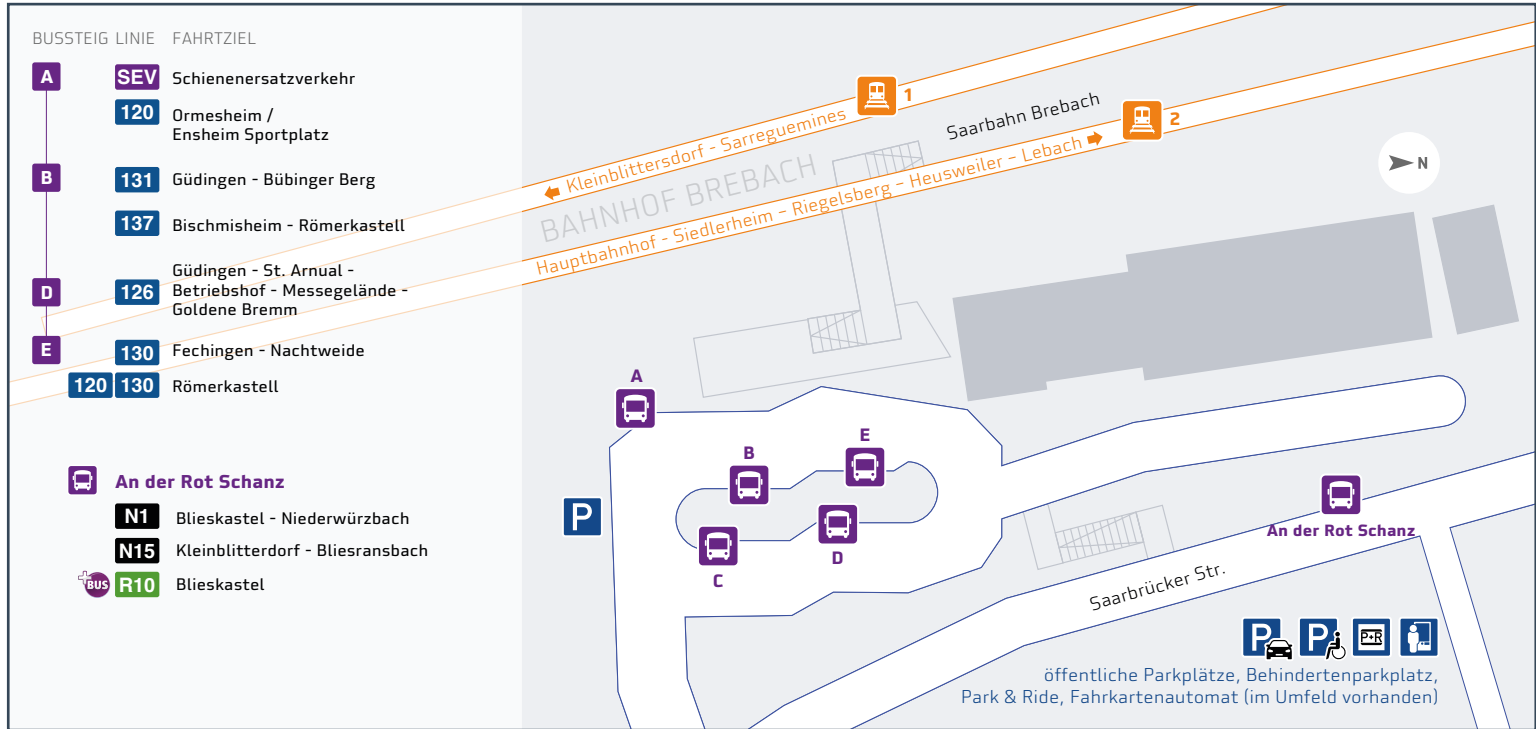 BUSSTEIG LINIE FAHRTZIEL
A SEV Schienenersatzverkehr
120 Ormesheim /
Ensheim Sportplatz
B 131 Güdingen - Bübinger Berg
137 Bischmisheim - Römerkastell
Güdingen - St. Arnual -
D 126 Betriebshof - Messegelände -
Goldene Bremm
E 130 Fechingen - Nachtweide
120 130 Römerkastell
An der Rot Schanz
N1 Blieskastel - Niederwürzbach
N15 Kleinblitterdorf - Bliesransbach
+BUS R10 Blieskastel
1
Kleinblittersdorf - Sarreguemines
Saarbahn Brebach
2
BAHNHOF BREBACH
Hauptbahnhof - Siedlerheim - Riegelsberg - Heusweiler - Lebach
N
A
B
E
P
C
D
An der Rot Schanz
Saarbrücker Str.
P P P+R
öffentliche Parkplätze, Behindertenparkplatz,
Park & Ride, Fahrkartenautomat (im Umfeld vorhanden)